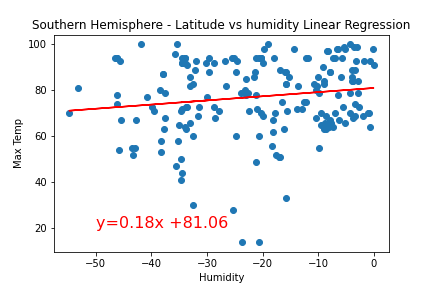 Southern Hemisphere - Latitude vs humidity Linear Regression
100
80
60
40
20
Max Temp
y=0.18x +81.06
−50
−40
−30
−20
−10
0
Humidity